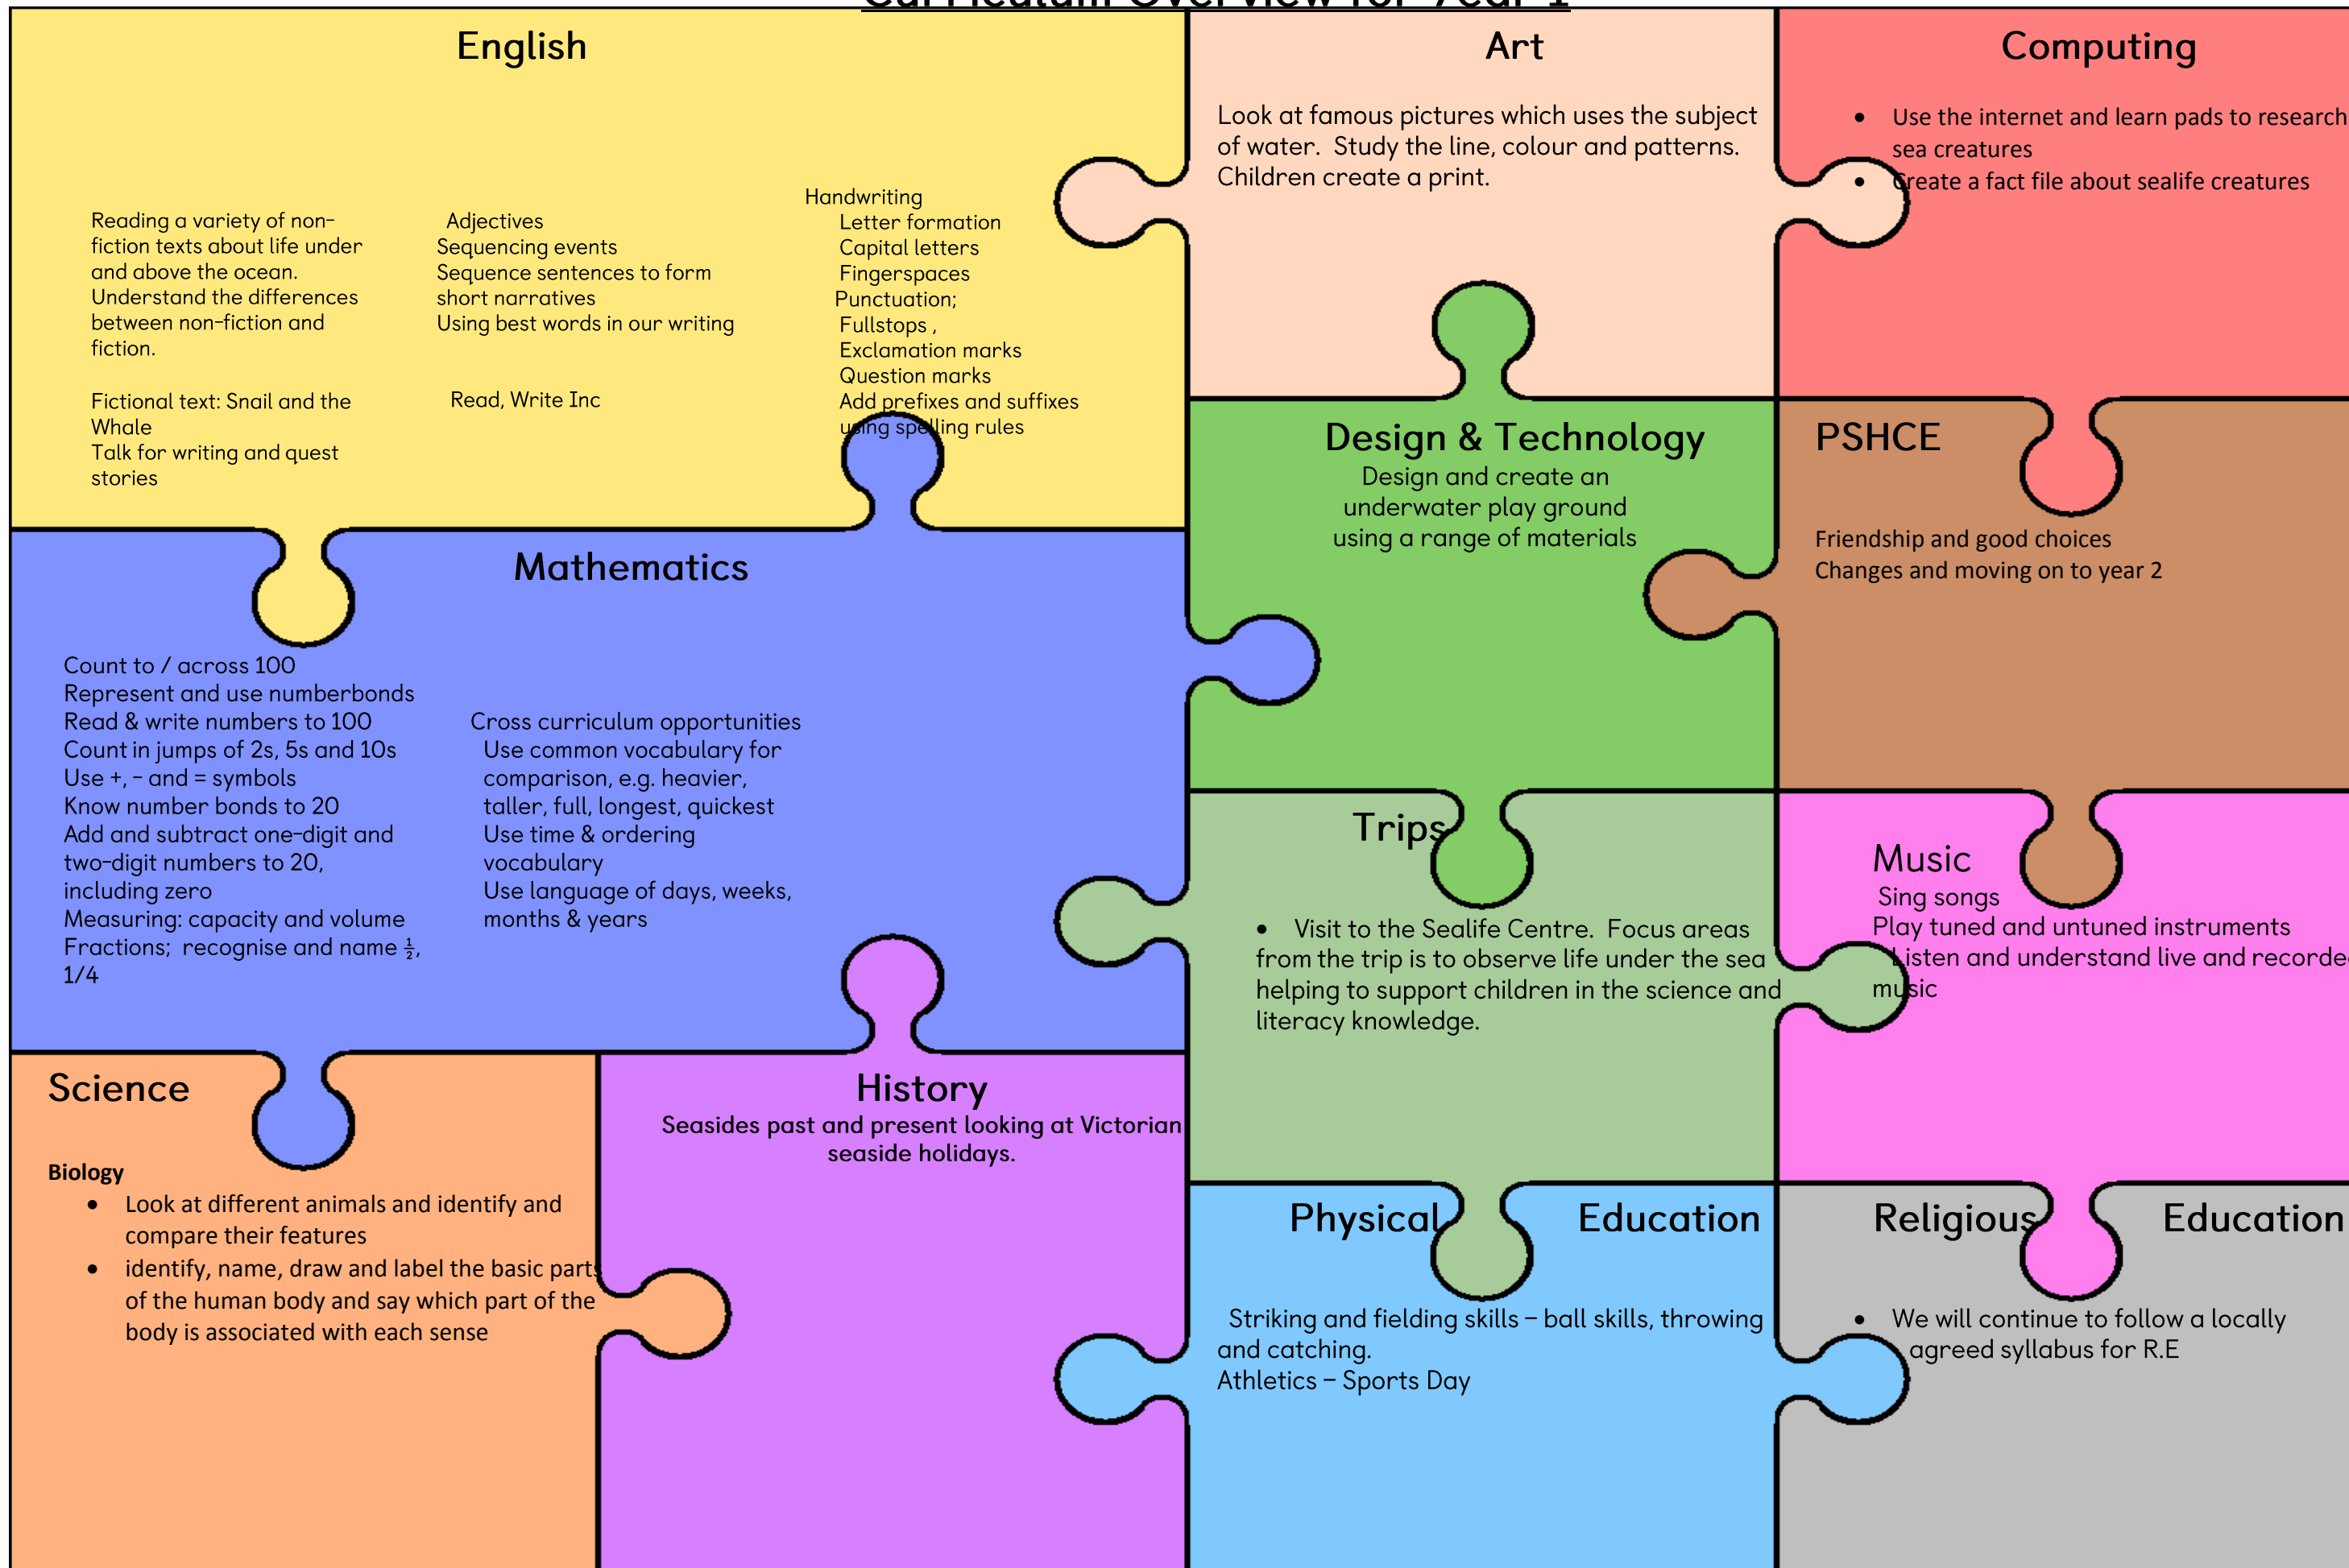 Curriculum Overview for Year 1
English
Reading a variety of non-
fiction texts about life under
and above the ocean.
Understand the differences
between non-fiction and
fiction.
Fictional text: Snail and the
Whale
Talk for writing and quest
stories
Adjectives
Sequencing events
Sequence sentences to form
short narratives
Using best words in our writing
Read, Write Inc
Handwriting
Letter formation
Capital letters
Fingerspaces
Punctuation;
Fullstops ,
Exclamation marks
Question marks
Add prefixes and suffixes
using spelling rules
Art
Look at famous pictures which uses the subject
of water.  Study the line, colour and patterns.
Children create a print.
Computing
• Use the internet and learn pads to research
sea creatures
• Create a fact file about sealife creatures
Mathematics
Count to / across 100
Represent and use numberbonds
Read & write numbers to 100
Count in jumps of 2s, 5s and 10s
Use +, - and = symbols
Know number bonds to 20
Add and subtract one-digit and
two-digit numbers to 20,
including zero
Measuring: capacity and volume
Fractions;  recognise and name ½,
1/4
Cross curriculum opportunities
Use common vocabulary for
comparison, e.g. heavier,
taller, full, longest, quickest
Use time & ordering
vocabulary
Use language of days, weeks,
months & years
Design & Technology
Design and create an
underwater play ground
using a range of materials
PSHCE
Friendship and good choices
Changes and moving on to year 2
Trips
• Visit to the Sealife Centre.  Focus areas
from the trip is to observe life under the sea
helping to support children in the science and
literacy knowledge.
Music
Sing songs
Play tuned and untuned instruments
Listen and understand live and recorded
music
Science
Biology
• Look at different animals and identify and
compare their features
• identify, name, draw and label the basic parts
of the human body and say which part of the
body is associated with each sense
History
Seasides past and present looking at Victorian
seaside holidays.
Physical Education
Striking and fielding skills – ball skills, throwing
and catching.
Athletics – Sports Day
Religious Education
• We will continue to follow a locally
agreed syllabus for R.E